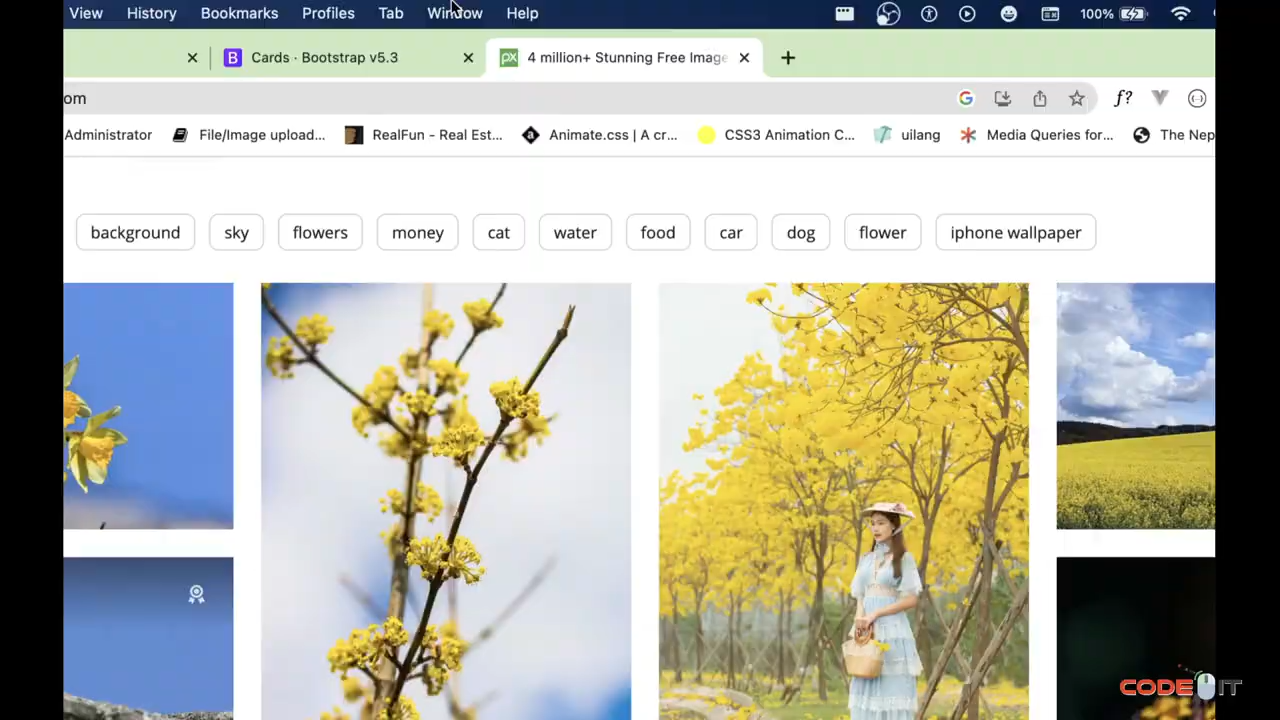 View History Bookmarks Profiles Tab Window Help 100%
Cards · Bootstrap v5.3 4 million+ Stunning Free Image
om
Administrator File/Image upload... RealFun - Real Est... Animate.css | A cr... CSS3 Animation C... uilang Media Queries for... The Nep
background sky flowers money cat water food car dog flower iphone wallpaper
CODE IT